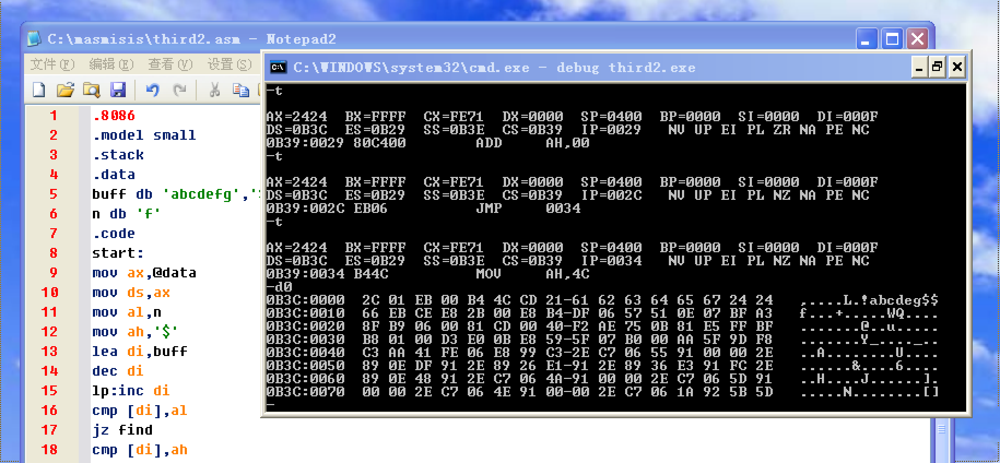 C:\masmisis\third2.asm - Notepad2
文件(F) 编辑(E) 查看(V) 设置(S)
1 .8086
2 .model small
3 .stack
4 .data
5 buff db 'abcdefg','
6 n db 'f'
7 .code
8 start:
9 mov ax,@data
10 mov ds,ax
11 mov al,n
12 mov ah,'$'
13 lea di,buff
14 dec di
15 lp:inc di
16 cmp [di],al
17 jz find
18 cmp [di],ah
C:\WINDOWS\system32\cmd.exe - debug third2.exe
-t
AX=2424 BX=FFFF CX=FE71 DX=0000 SP=0400 BP=0000 SI=0000 DI=000F
DS=0B3C ES=0B29 SS=0B3E CS=0B39 IP=0029 NV UP EI PL ZR NA PE NC
0B39:0029 80C400 ADD AH,00
-t
AX=2424 BX=FFFF CX=FE71 DX=0000 SP=0400 BP=0000 SI=0000 DI=000F
DS=0B3C ES=0B29 SS=0B3E CS=0B39 IP=002C NV UP EI PL NZ NA PE NC
0B39:002C EB06 JMP 0034
-t
AX=2424 BX=FFFF CX=FE71 DX=0000 SP=0400 BP=0000 SI=0000 DI=000F
DS=0B3C ES=0B29 SS=0B3E CS=0B39 IP=0034 NV UP EI PL NZ NA PE NC
0B39:0034 B44C MOV AH,4C
-d0
0B3C:0000 2C 01 EB 00 B4 4C CD 21-61 62 63 64 65 67 24 24 ,....L.!abcdeg$$
0B3C:0010 66 EB CE E8 2B 00 E8 B4-DF 06 57 51 0E 07 BF A3 f...+.....WQ....
0B3C:0020 8F B9 06 00 81 CD 00 40-F2 AE 75 0B 81 E5 FF BF .......@..u.....
0B3C:0030 B8 01 00 D3 E0 0B E8 59-5F 07 B0 00 AA 5F 9D F8 .......Y_...._..
0B3C:0040 C3 AA 41 FE 06 E8 99 C3-2E C7 06 55 91 00 00 2E ..A........U....
0B3C:0050 89 0E DF 91 2E 89 26 E1-91 2E 89 36 E3 91 FC 2E ......&....6....
0B3C:0060 89 0E 48 91 2E C7 06 4A-91 00 00 2E C7 06 5D 91 ..H....J......].
0B3C:0070 00 00 2E C7 06 4E 91 00-00 2E C7 06 1A 92 5B 5D .....N........[]
-